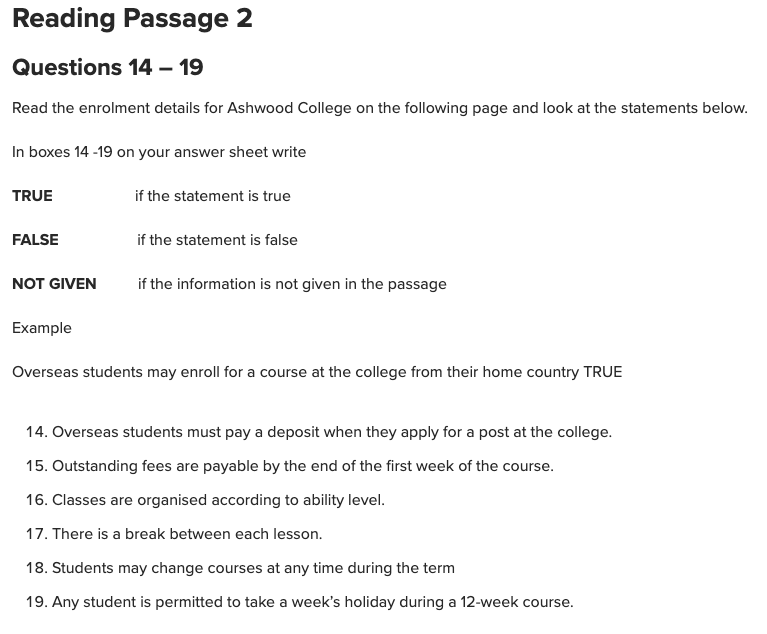 Reading Passage 2
Questions 14 – 19
Read the enrolment details for Ashwood College on the following page and look at the statements below.
In boxes 14 -19 on your answer sheet write
TRUE if the statement is true
FALSE if the statement is false
NOT GIVEN if the information is not given in the passage
Example
Overseas students may enroll for a course at the college from their home country TRUE
14. Overseas students must pay a deposit when they apply for a post at the college.
15. Outstanding fees are payable by the end of the first week of the course.
16. Classes are organised according to ability level.
17. There is a break between each lesson.
18. Students may change courses at any time during the term
19. Any student is permitted to take a week’s holiday during a 12-week course.